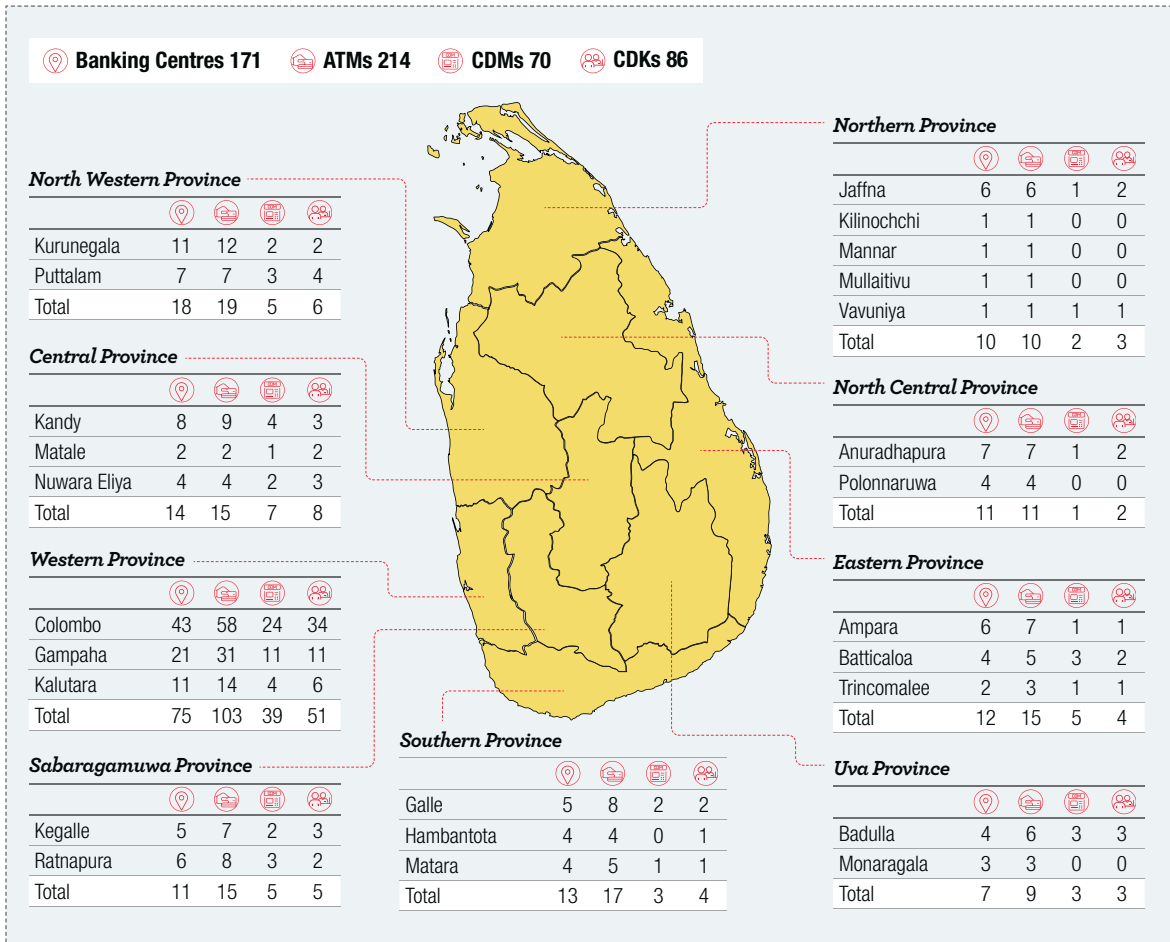 Banking Centres 171 ATMs 214 CDMs 70 CDKs 86
North Western Province
Kurunegala 11 12 2 2
Puttalam 7 7 3 4
Total 18 19 5 6
Central Province
Kandy 8 9 4 3
Matale 2 2 1 2
Nuwara Eliya 4 4 2 3
Total 14 15 7 8
Western Province
Colombo 43 58 24 34
Gampaha 21 31 11 11
Kalutara 11 14 4 6
Total 75 103 39 51
Sabaragamuwa Province
Kegalle 5 7 2 3
Ratnapura 6 8 3 2
Total 11 15 5 5
Southern Province
Galle 5 8 2 2
Hambantota 4 4 0 1
Matara 4 5 1 1
Total 13 17 3 4
Northern Province
Jaffna 6 6 1 2
Kilinochchi 1 1 0 0
Mannar 1 1 0 0
Mullaitivu 1 1 0 0
Vavuniya 1 1 1 1
Total 10 10 2 3
North Central Province
Anuradhapura 7 7 1 2
Polonnaruwa 4 4 0 0
Total 11 11 1 2
Eastern Province
Ampara 6 7 1 1
Batticaloa 4 5 3 2
Trincomalee 2 3 1 1
Total 12 15 5 4
Uva Province
Badulla 4 6 3 3
Monaragala 3 3 0 0
Total 7 9 3 3